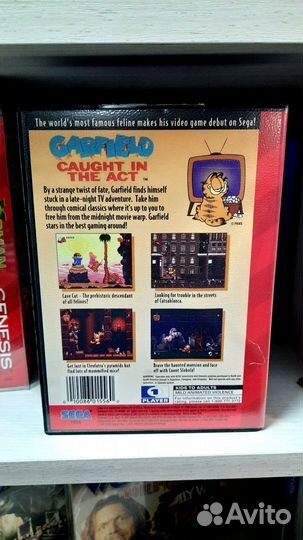 The world's most famous feline makes his video game debut on Sega!
GARFIELD
CAUGHT IN
THE ACT™
By a strange twist of fate, Garfield finds himself
stuck in a late-night TV adventure. Take him
through comical classics where it's up to you to
free him from the midnight movie warp. Garfield
stars in the best gaming around!
© PAWS
Cave Cat - The prehistoric descendant
of all felines?
Looking for trouble in the streets
of Catsablanca.
Get lost in Cleofatra's pyramids but
find lots of mummified mice!
Brave the haunted mansion and face
off with Count Slobula!
GENESIS
SEGA
1
PLAYER
KIDS TO ADULTS
MILD ANIMATED VIOLENCE
Avito